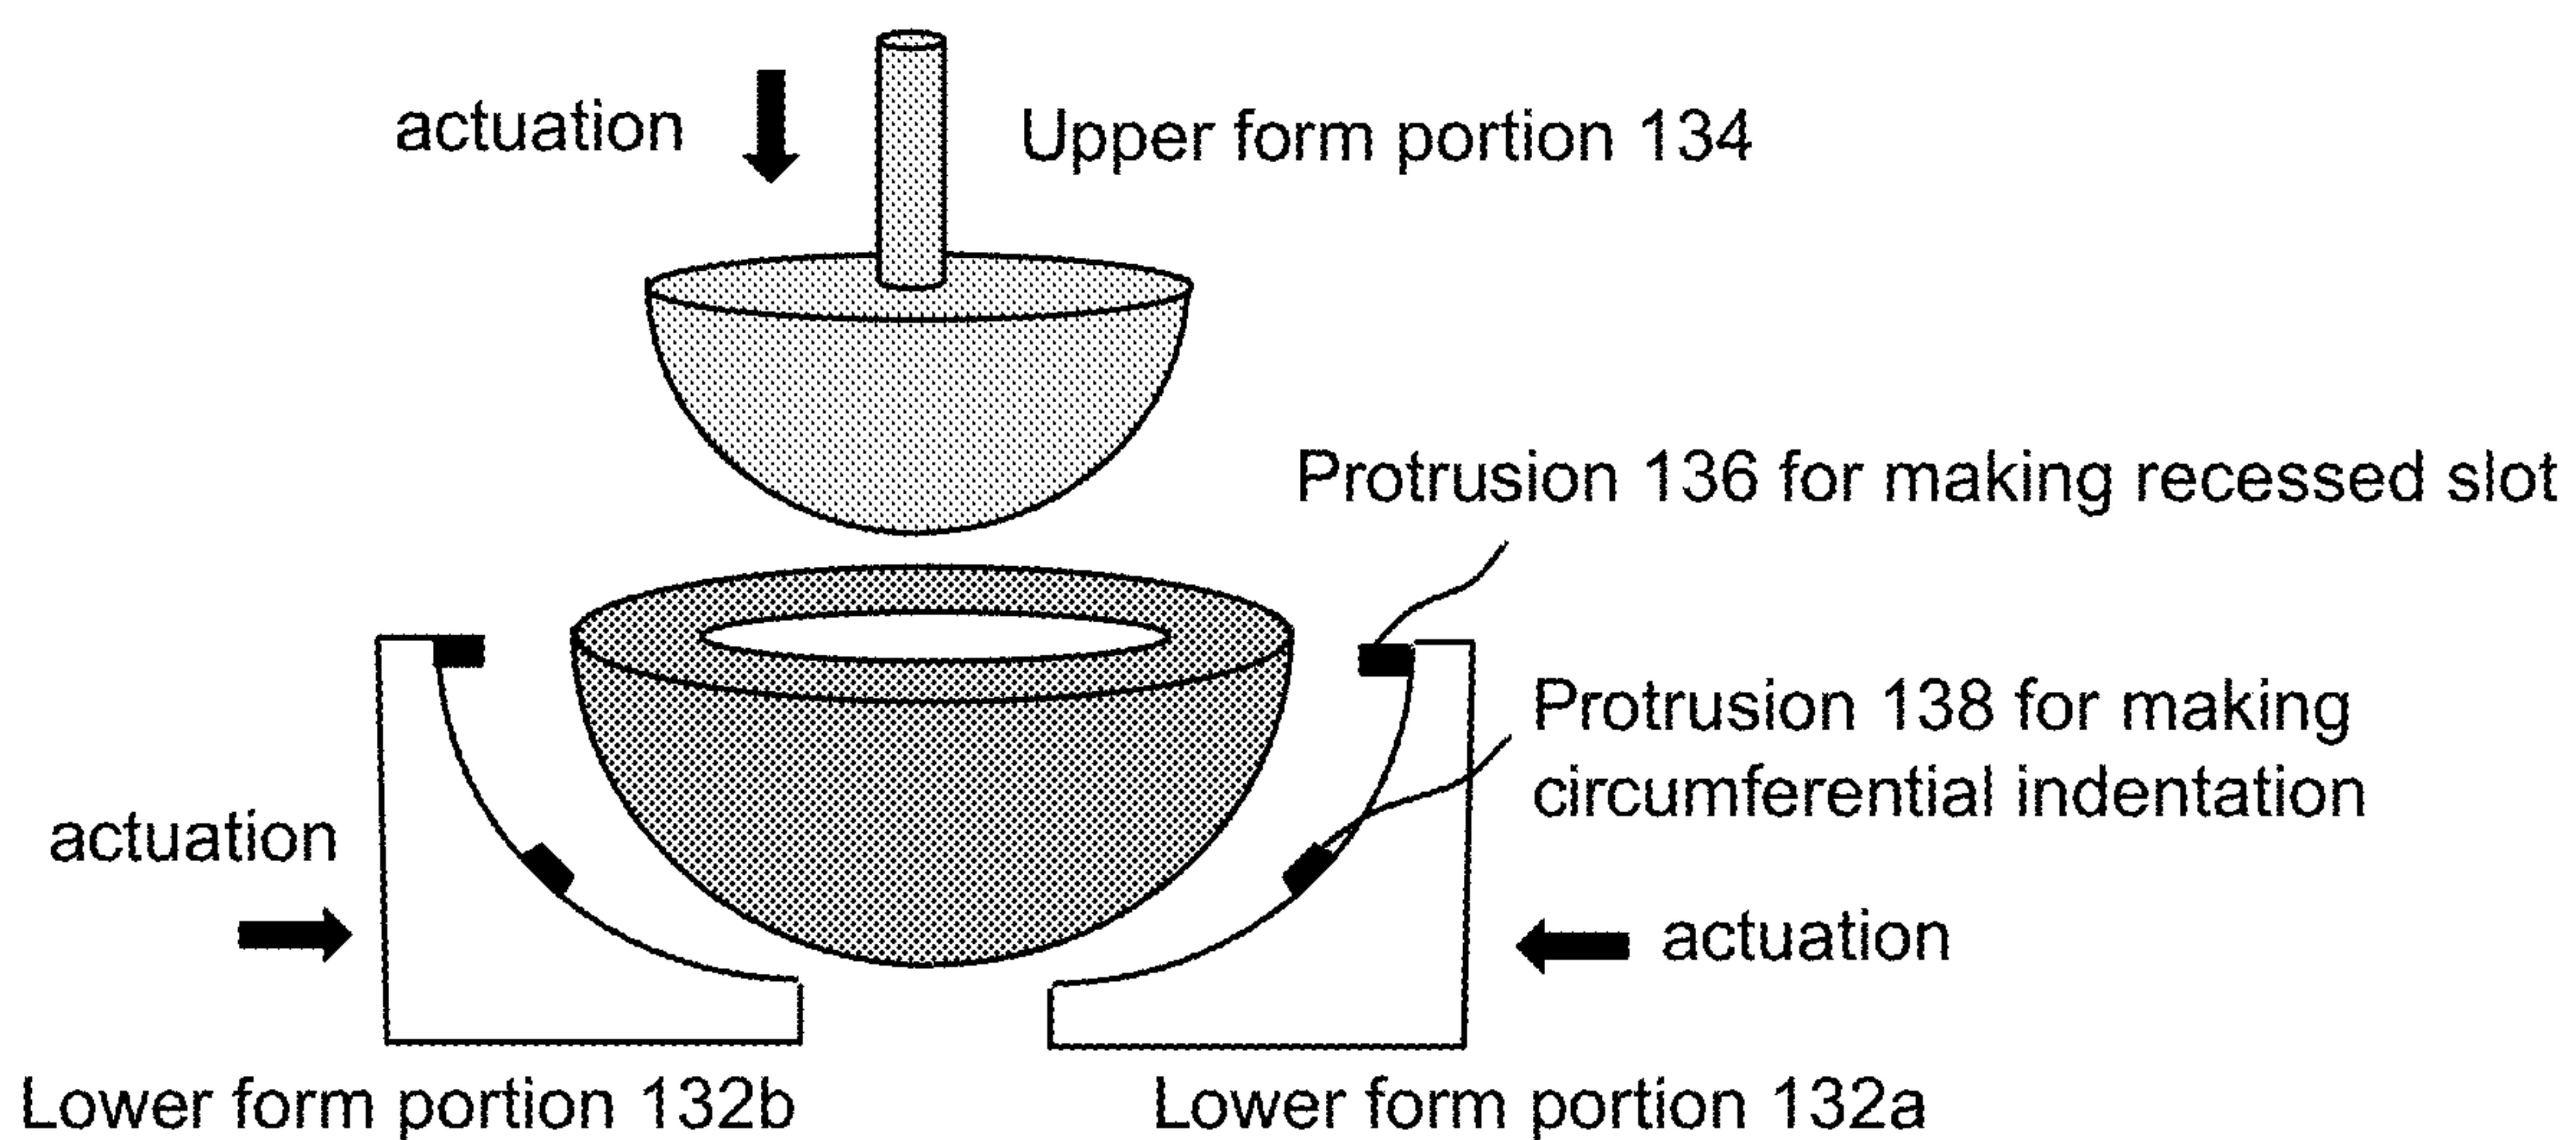 actuation
Upper form portion 134
Protrusion 136 for making recessed slot
Protrusion 138 for making
circumferential indentation
actuation
actuation
Lower form portion 132b
Lower form portion 132a